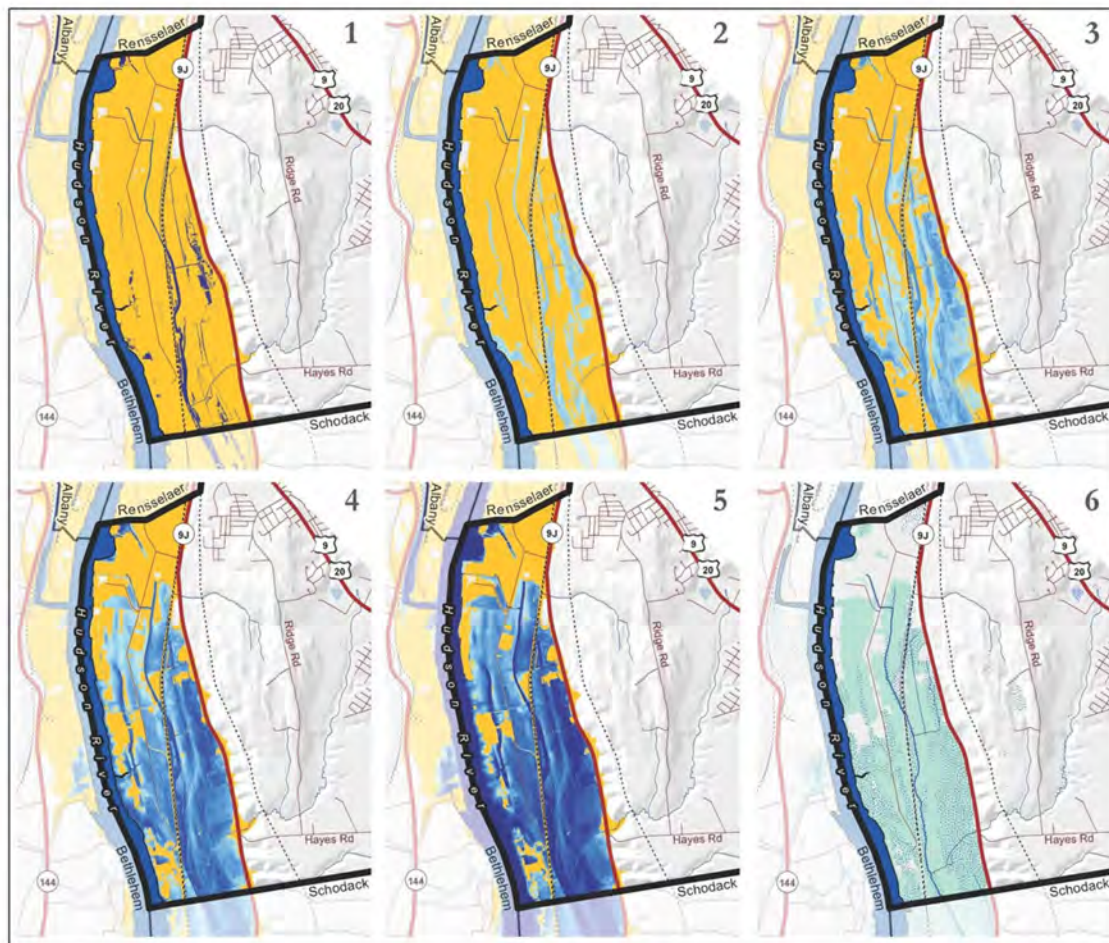 1
Rensselaer
Albany
9J
9
20
Ridge Rd
Hudson River
Bethlehem
Hayes Rd
144
Schodack
2
Rensselaer
Albany
9J
9
20
Ridge Rd
Hudson River
Bethlehem
Hayes Rd
144
Schodack
3
Rensselaer
Albany
9J
9
20
Ridge Rd
Hudson River
Bethlehem
Hayes Rd
144
Schodack
4
Rensselaer
Albany
9J
9
20
Ridge Rd
Hudson River
Bethlehem
Hayes Rd
144
Schodack
5
Rensselaer
Albany
9J
9
20
Ridge Rd
Hudson River
Bethlehem
Hayes Rd
144
Schodack
6
Rensselaer
Albany
9J
9
20
Ridge Rd
Hudson River
Bethlehem
Hayes Rd
144
Schodack